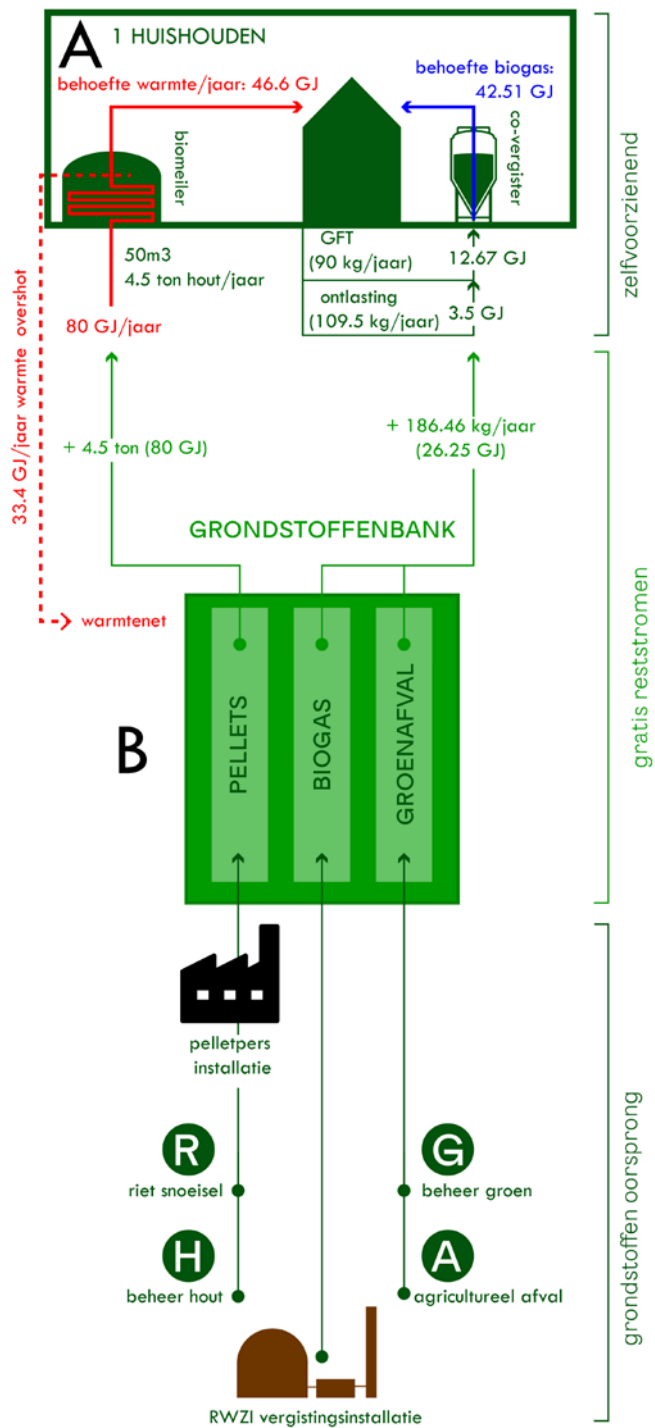 A 1 HUISHOUDEN
behoefte warmte/jaar: 46.6 GJ
behoefte biogas:
42.51 GJ
biomeiler
co-vergister
zelfvoorzienend
50m3
4.5 ton hout/jaar
GFT
(90 kg/jaar)
12.67 GJ
ontlasting
(109.5 kg/jaar)
3.5 GJ
80 GJ/jaar
33.4 GJ/jaar warmte overshot
+ 4.5 ton (80 GJ)
+ 186.46 kg/jaar
(26.25 GJ)
GRONDSTOFFENBANK
warmtenet
B
PELLETS
BIOGAS
GROENAFVAL
gratis reststromen
pelletpers
installatie
R
riet snoeisel
G
beheer groen
H
beheer hout
A
agricultureel afval
RWZI vergistingsinstallatie
grondstoffen oorsprong